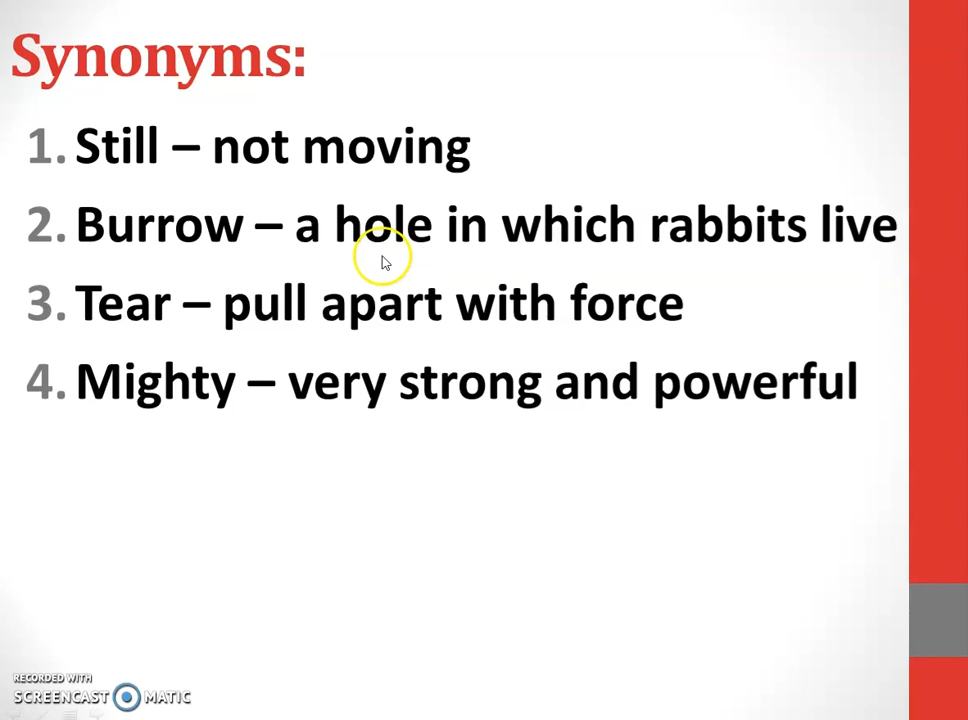 Synonyms:
1. Still – not moving
2. Burrow – a hole in which rabbits live
3. Tear – pull apart with force
4. Mighty – very strong and powerful
RECORDED WITH
SCREENCAST MATIC